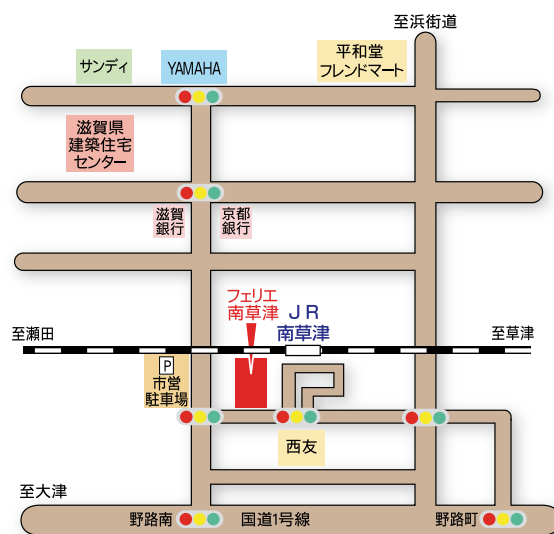 至浜街道
サンディ
YAMAHA
平和堂
フレンドマート
滋賀県
建築住宅
センター
滋賀
銀行
京都
銀行
フェリエ
南草津
JR
南草津
至瀬田
至草津
P
市営
駐車場
西友
至大津
野路南
国道1号線
野路町